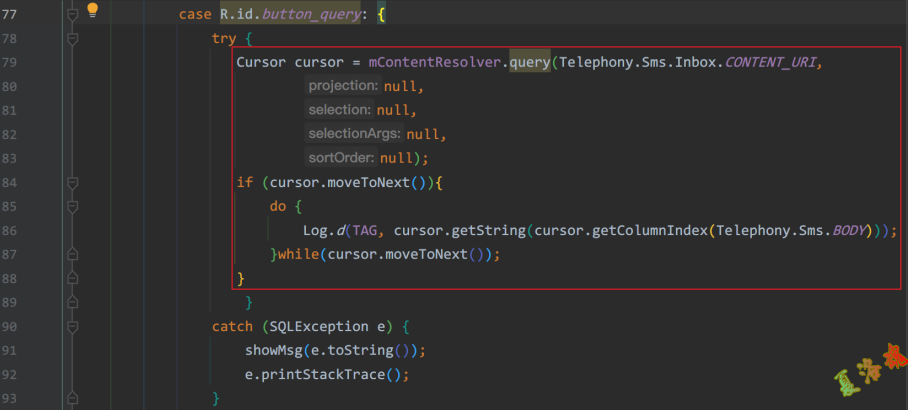 77 case R.id.button_query: {
78 try {
79 Cursor cursor = mContentResolver.query(Telephony.Sms.Inbox.CONTENT_URI,
80 projection: null,
81 selection: null,
82 selectionArgs: null,
83 sortOrder: null);
84 if (cursor.moveToNext()){
85 do {
86 Log.d(TAG, cursor.getString(cursor.getColumnIndex(Telephony.Sms.BODY)));
87 }while(cursor.moveToNext());
88 }
89 }
90 catch (SQLException e) {
91 showMsg(e.toString());
92 e.printStackTrace();
93 }